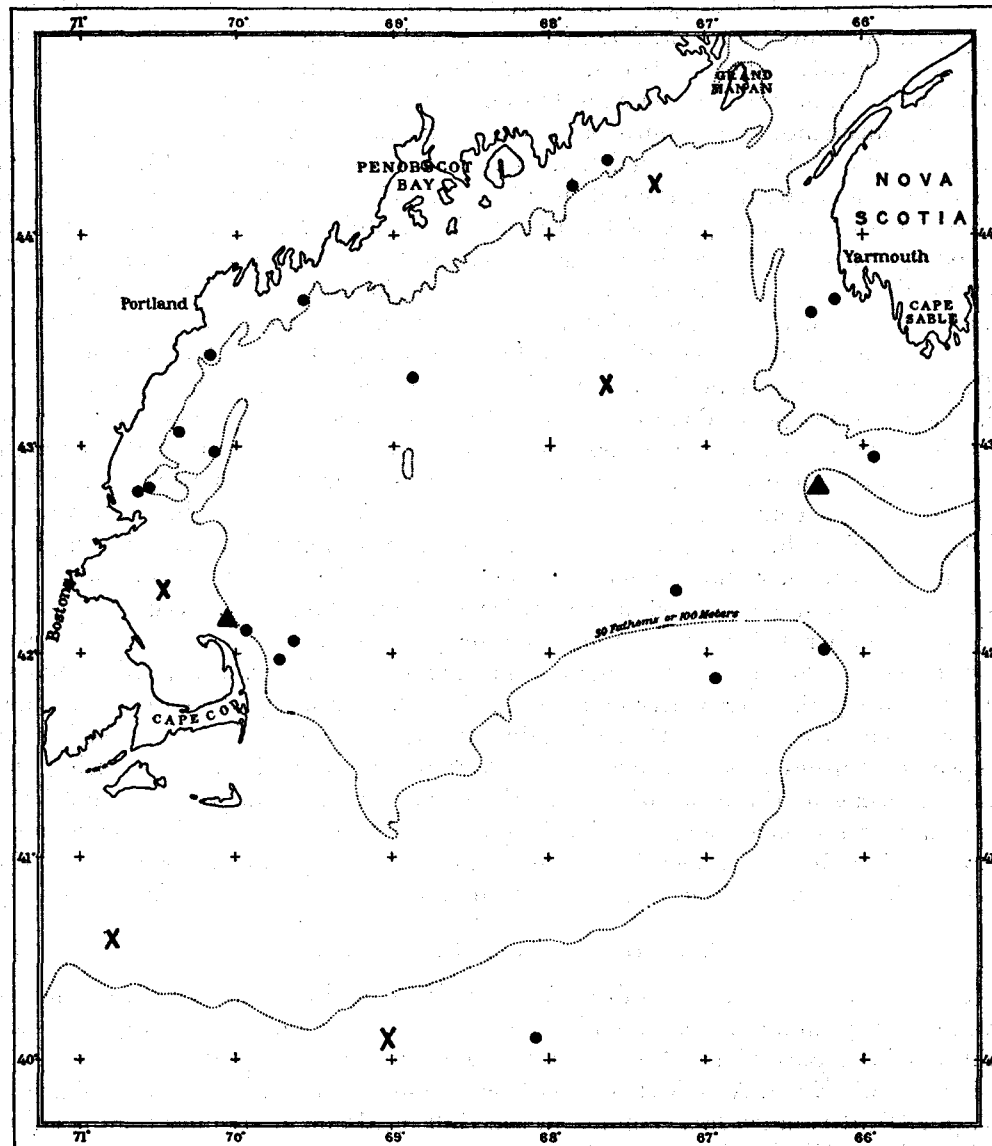 71° 70° 69° 68° 67° 66°
GRAND
MANAN
PENOBSCOT
BAY
NOVA
SCOTIA
44° 44
Yarmouth
Portland
CAPE
SABLE
43° 43
Boston
50 Fathoms or 100 Meters
42° 42
CAPE COD
41° 41
40° 40
71° 70° 69° 68° 67° 66°